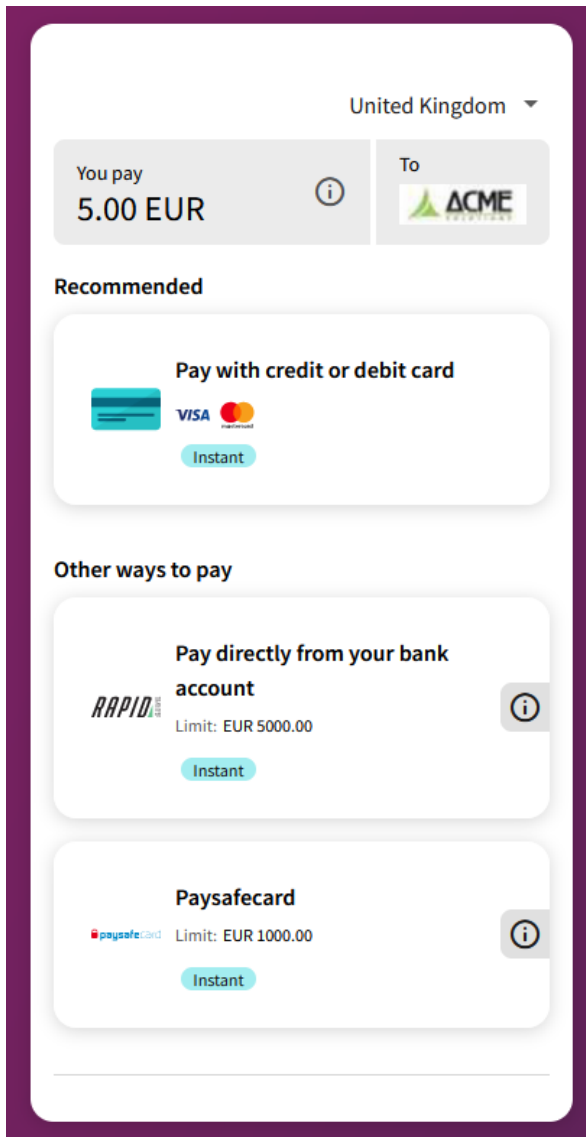 United Kingdom
You pay
To
5.00 EUR
ACME
SOLUTIONS
Recommended
Pay with credit or debit card
VISA
mastercard
Instant
Other ways to pay
Pay directly from your bank
account
RAPID
Limit: EUR 5000.00
Instant
Paysafecard
paysafecard
Limit: EUR 1000.00
Instant